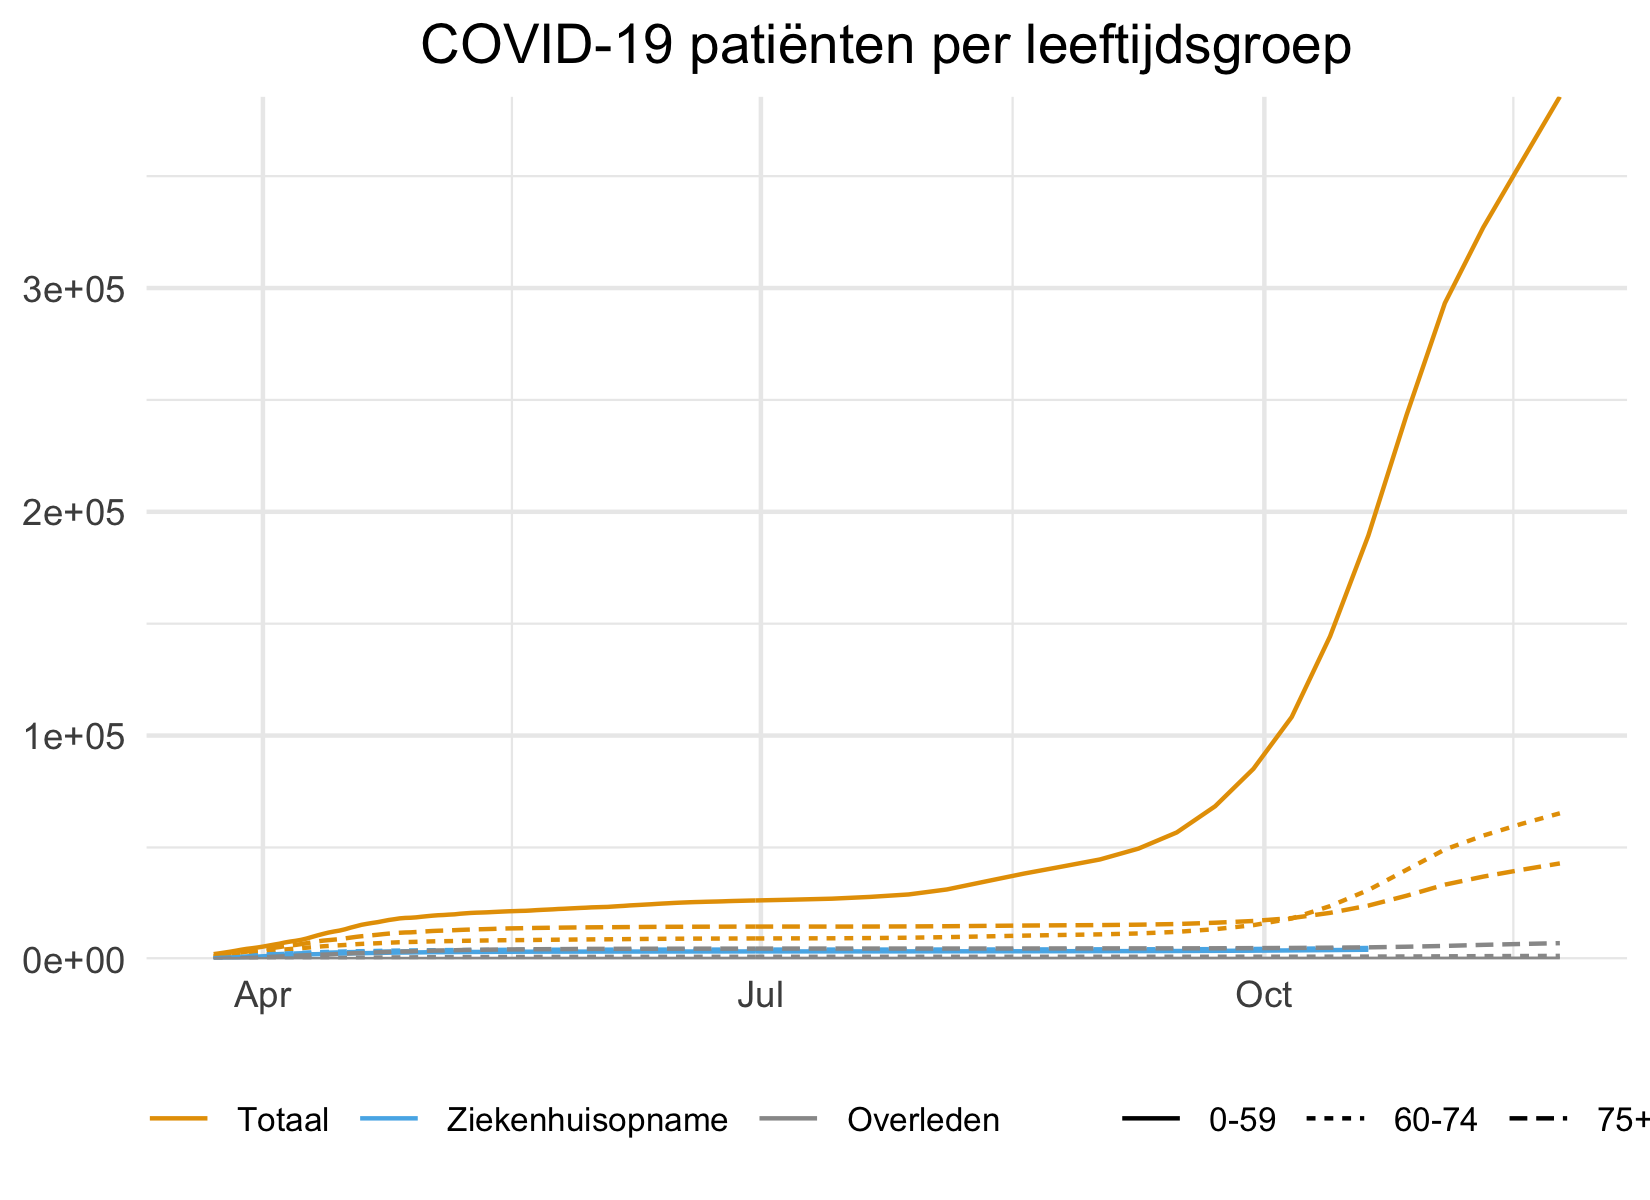 COVID-19 patiënten per leeftijdsgroep
3e+05
2e+05
1e+05
0e+00
Apr Jul Oct
Totaal Ziekenhuisopname Overleden 0-59 60-74 75+